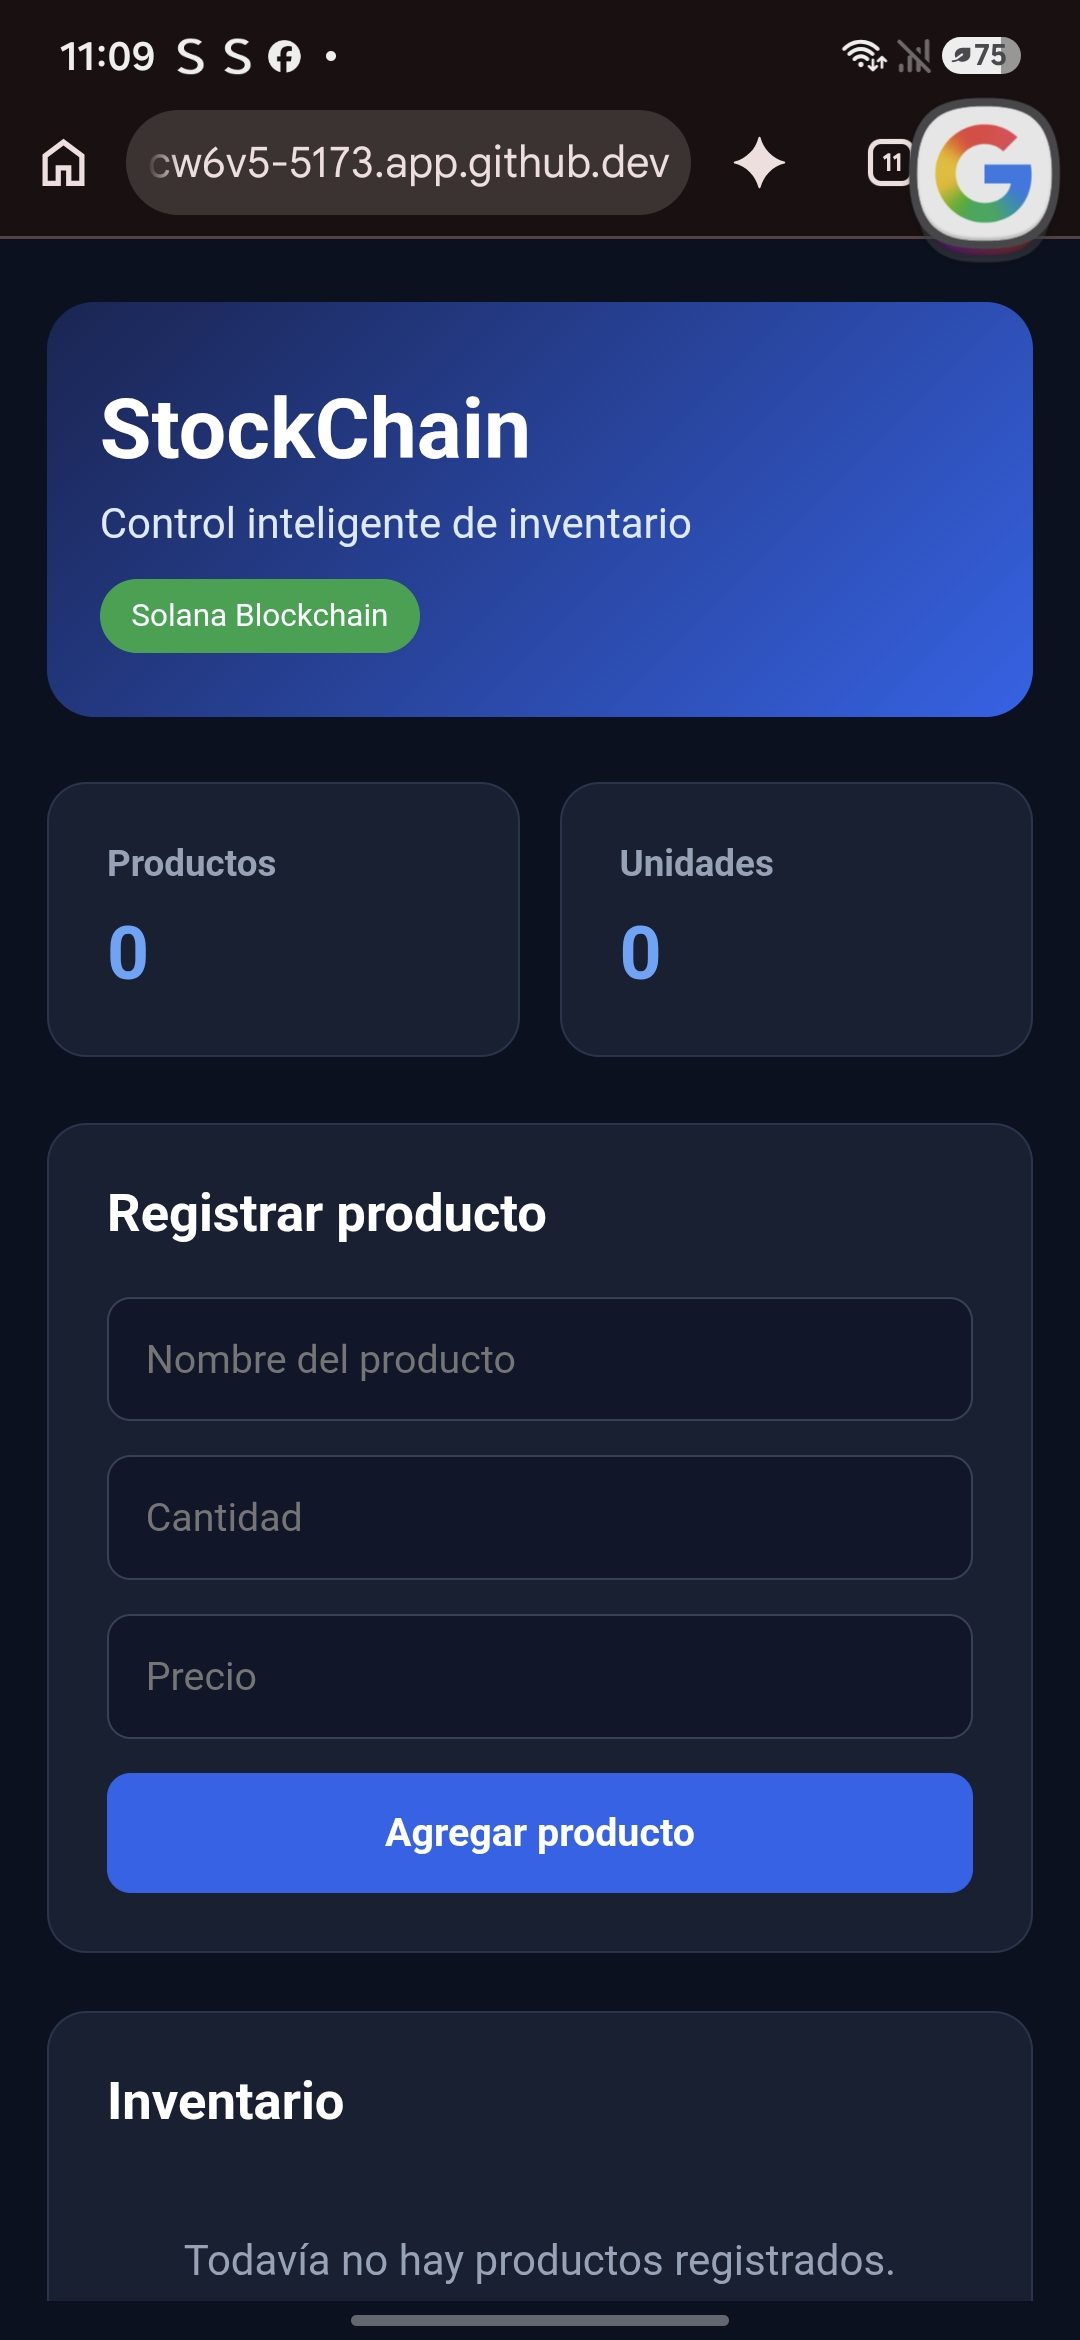 11:09 S S
75
cw6v5-5173.app.github.dev
11
StockChain
Control inteligente de inventario
Solana Blockchain
Productos
0
Unidades
0
Registrar producto
Nombre del producto
Cantidad
Precio
Agregar producto
Inventario
Todavía no hay productos registrados.